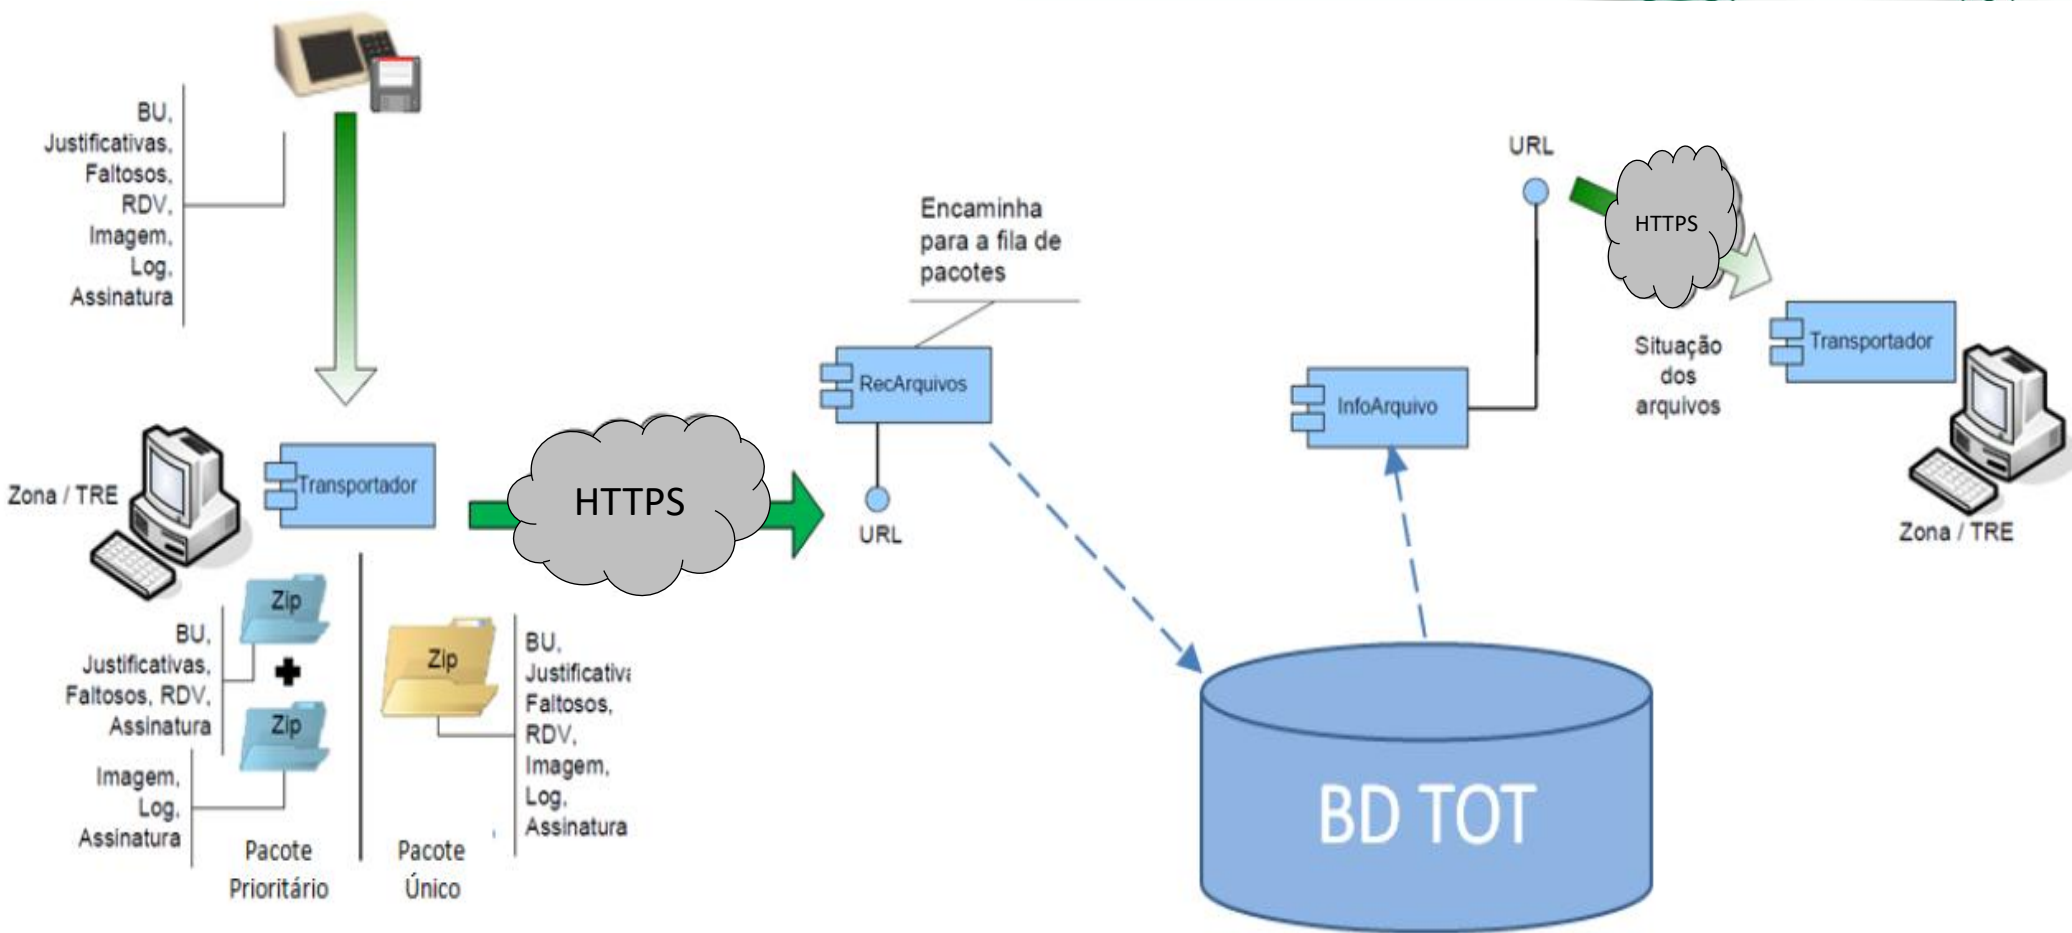 BU,
Justificativas,
Faltosos,
RDV,
Imagem,
Log,
Assinatura
Zona / TRE
Transportador
HTTPS
Encaminha
para a fila de
pacotes
RecArquivos
URL
BU,
Justificativas,
Faltosos, RDV,
Assinatura
Zip
Zip
Imagem,
Log,
Assinatura
Pacote
Prioritário
Zip
BU,
Justificativa
Faltosos,
RDV,
Imagem,
Log,
Assinatura
Pacote
Único
BD TOT
InfoArquivo
URL
HTTPS
Situação
dos
arquivos
Transportador
Zona / TRE